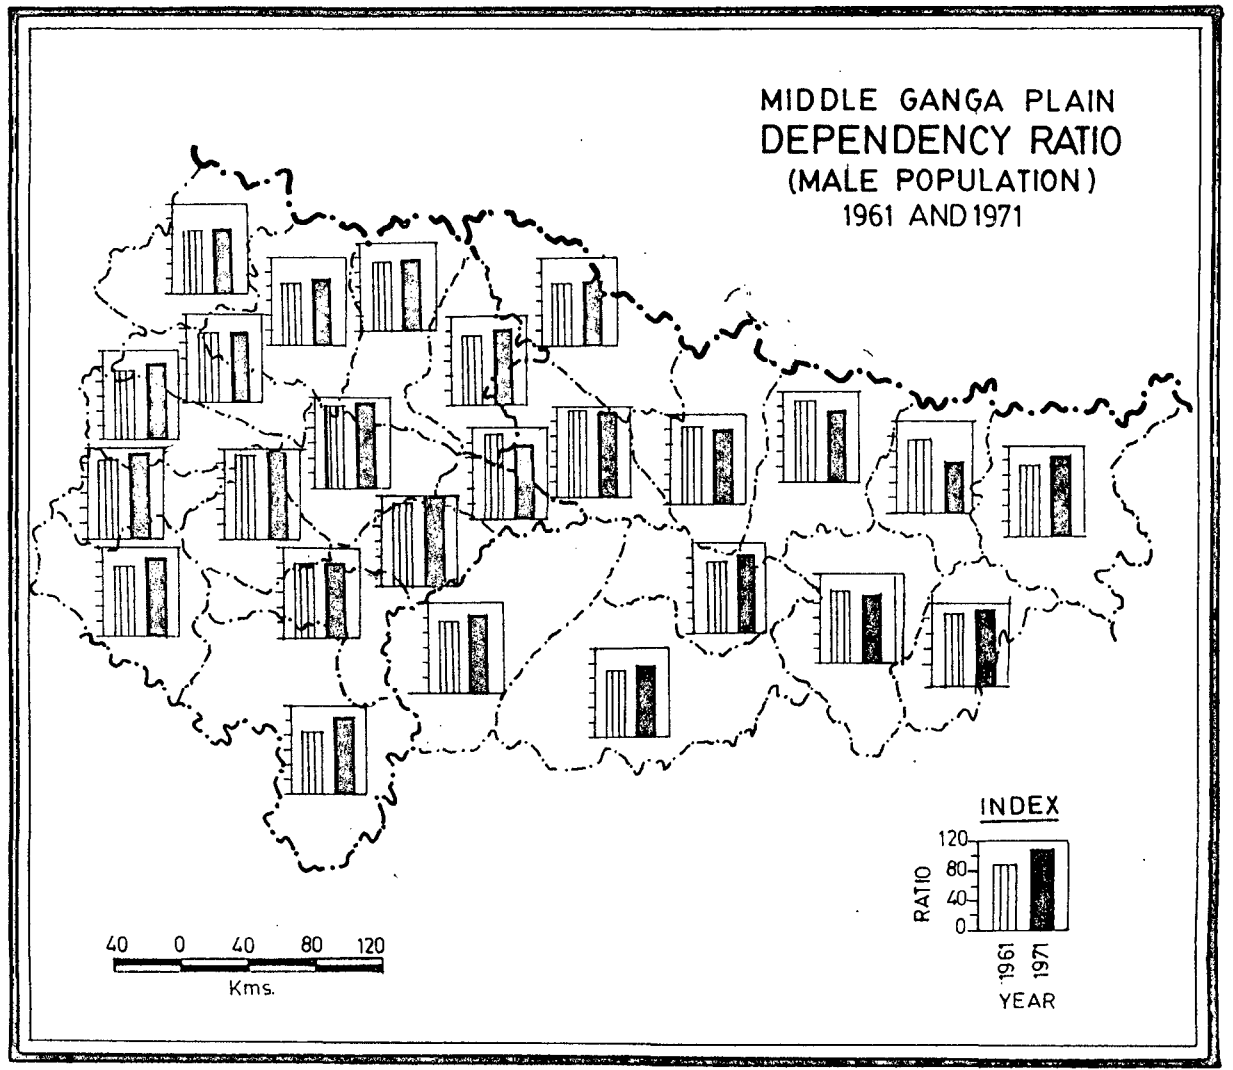 MIDDLE GANGA PLAIN
DEPENDENCY RATIO
(MALE POPULATION)
1961 AND 1971
INDEX
120
80
40
0
RATIO
1961
1971
YEAR
40 0 40 80 120
Kms.